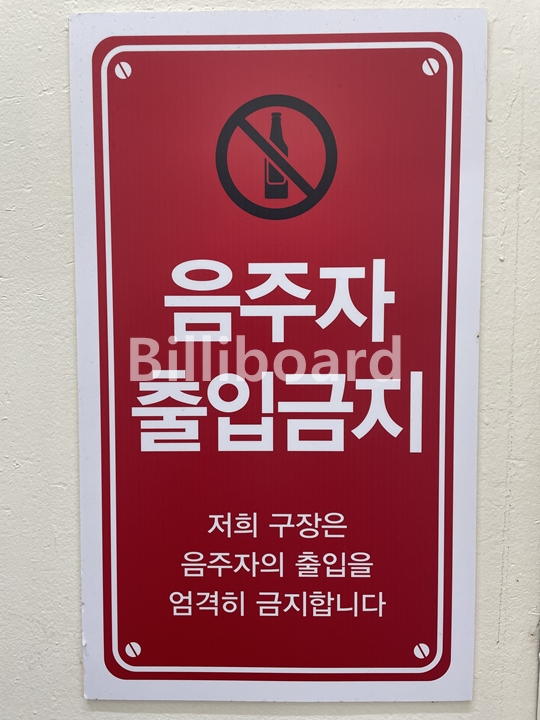 음주자
Billiboard
출입금지
저희 구장은
음주자의 출입을
엄격히 금지합니다